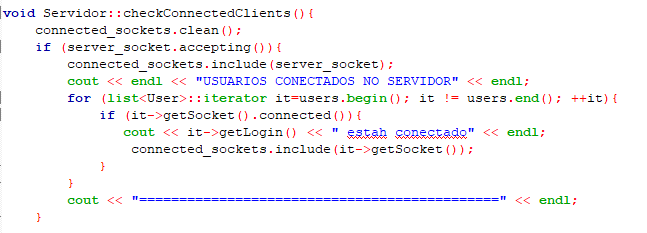 void Servidor::checkConnectedClients(){
connected_sockets.clean();
if (server_socket.accepting()){
connected_sockets.include(server_socket);
cout << endl << "USUARIOS CONECTADOS NO SERVIDOR" << endl;
for (list<User>::iterator it=users.begin(); it != users.end(); ++it){
if (it->getSocket().connected()){
cout << it->getLogin() << " estah conectado" << endl;
connected_sockets.include(it->getSocket());
}
}
cout << "=============================================" << endl;
}